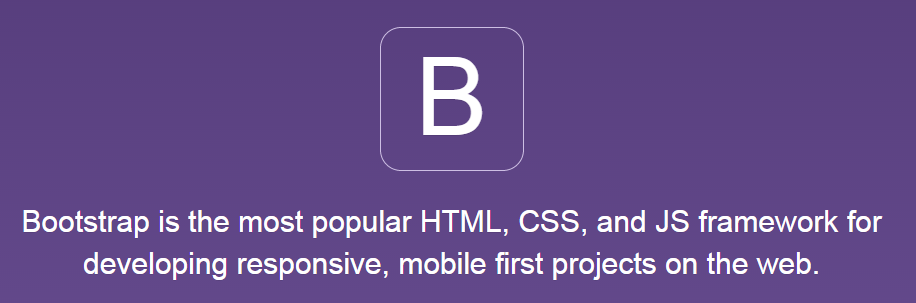 B
Bootstrap is the most popular HTML, CSS, and JS framework for
developing responsive, mobile first projects on the web.